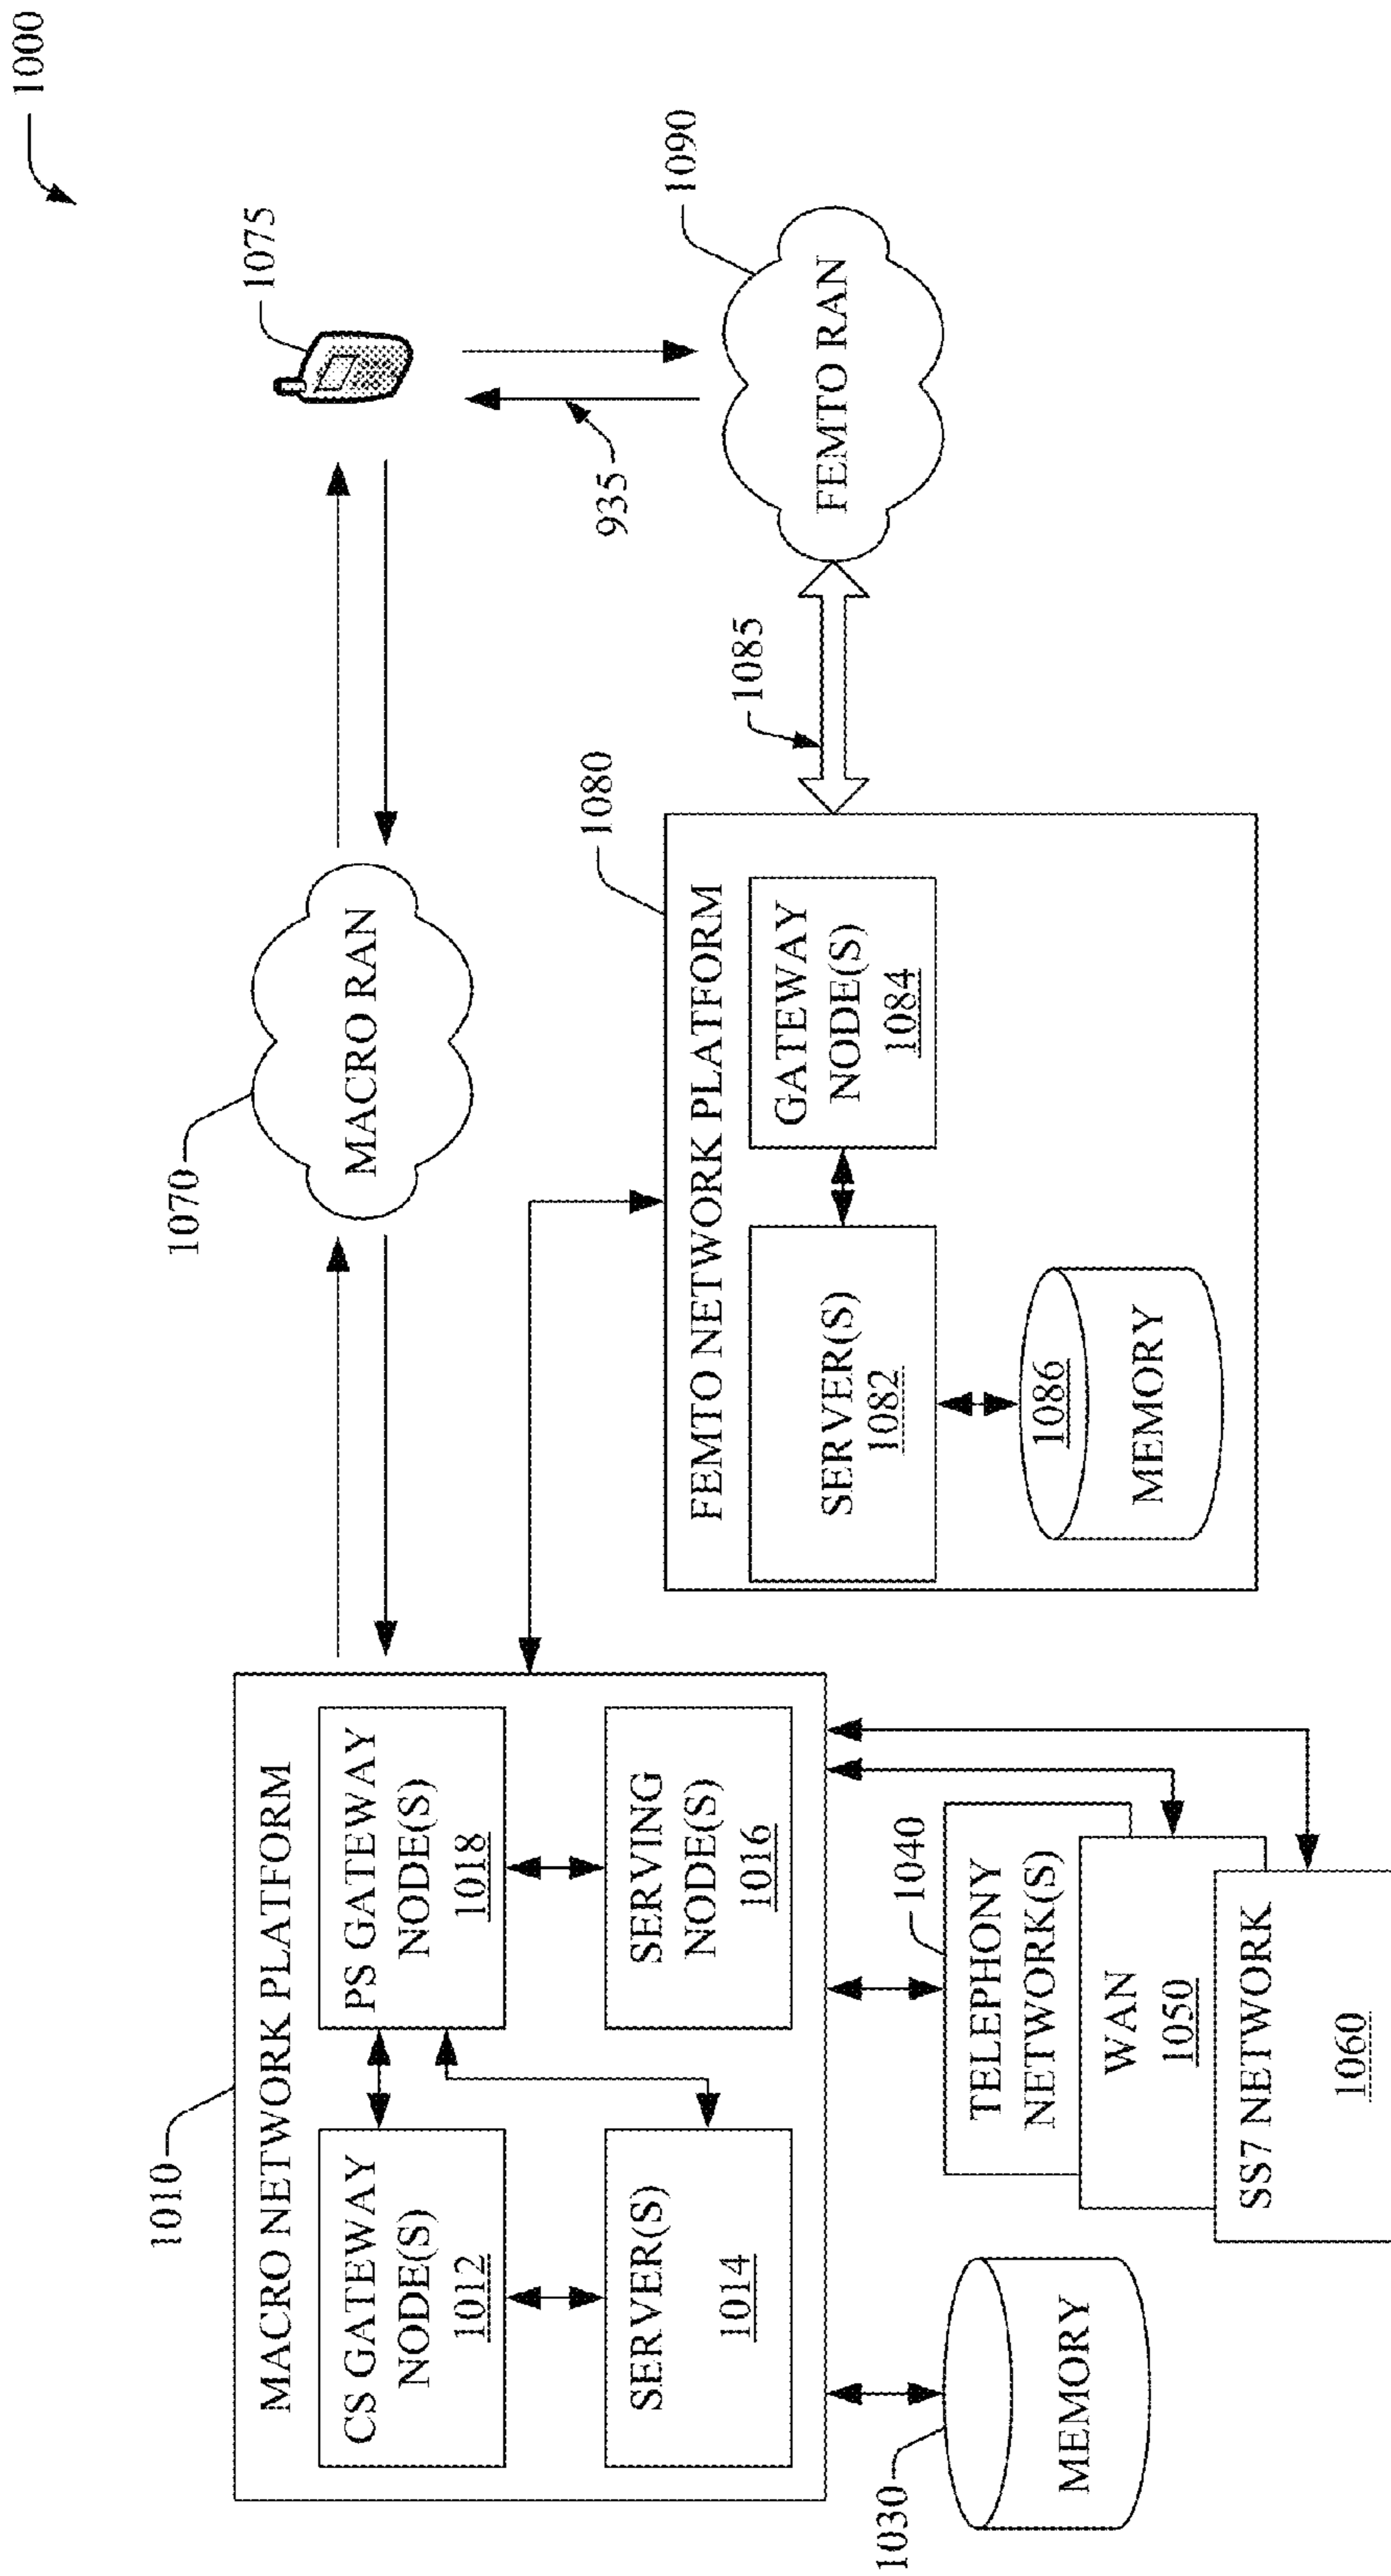 1000
1010
MACRO NETWORK PLATFORM
CS GATEWAY
NODE(S)
1012
PS GATEWAY
NODE(S)
1018
SERVER(S)
1014
SERVING
NODE(S)
1016
1070
MACRO RAN
1075
935
1090
FEMTO RAN
1085
1080
FEMTO NETWORK PLATFORM
SERVER(S)
1082
GATEWAY
NODE(S)
1084
1086
MEMORY
1030
MEMORY
1040
TELEPHONY
NETWORK(S)
WAN
1050
SS7 NETWORK
1060